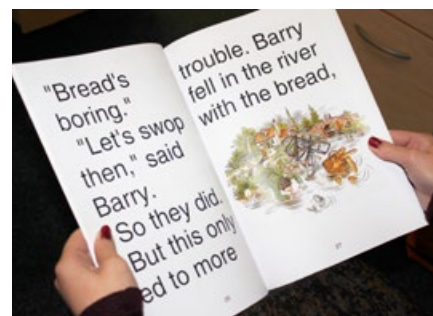 "Bread's
boring."
"Let's swop
then," said
Barry.
So they did.
But this only
ed to more
trouble. Barry
fell in the river
with the bread,